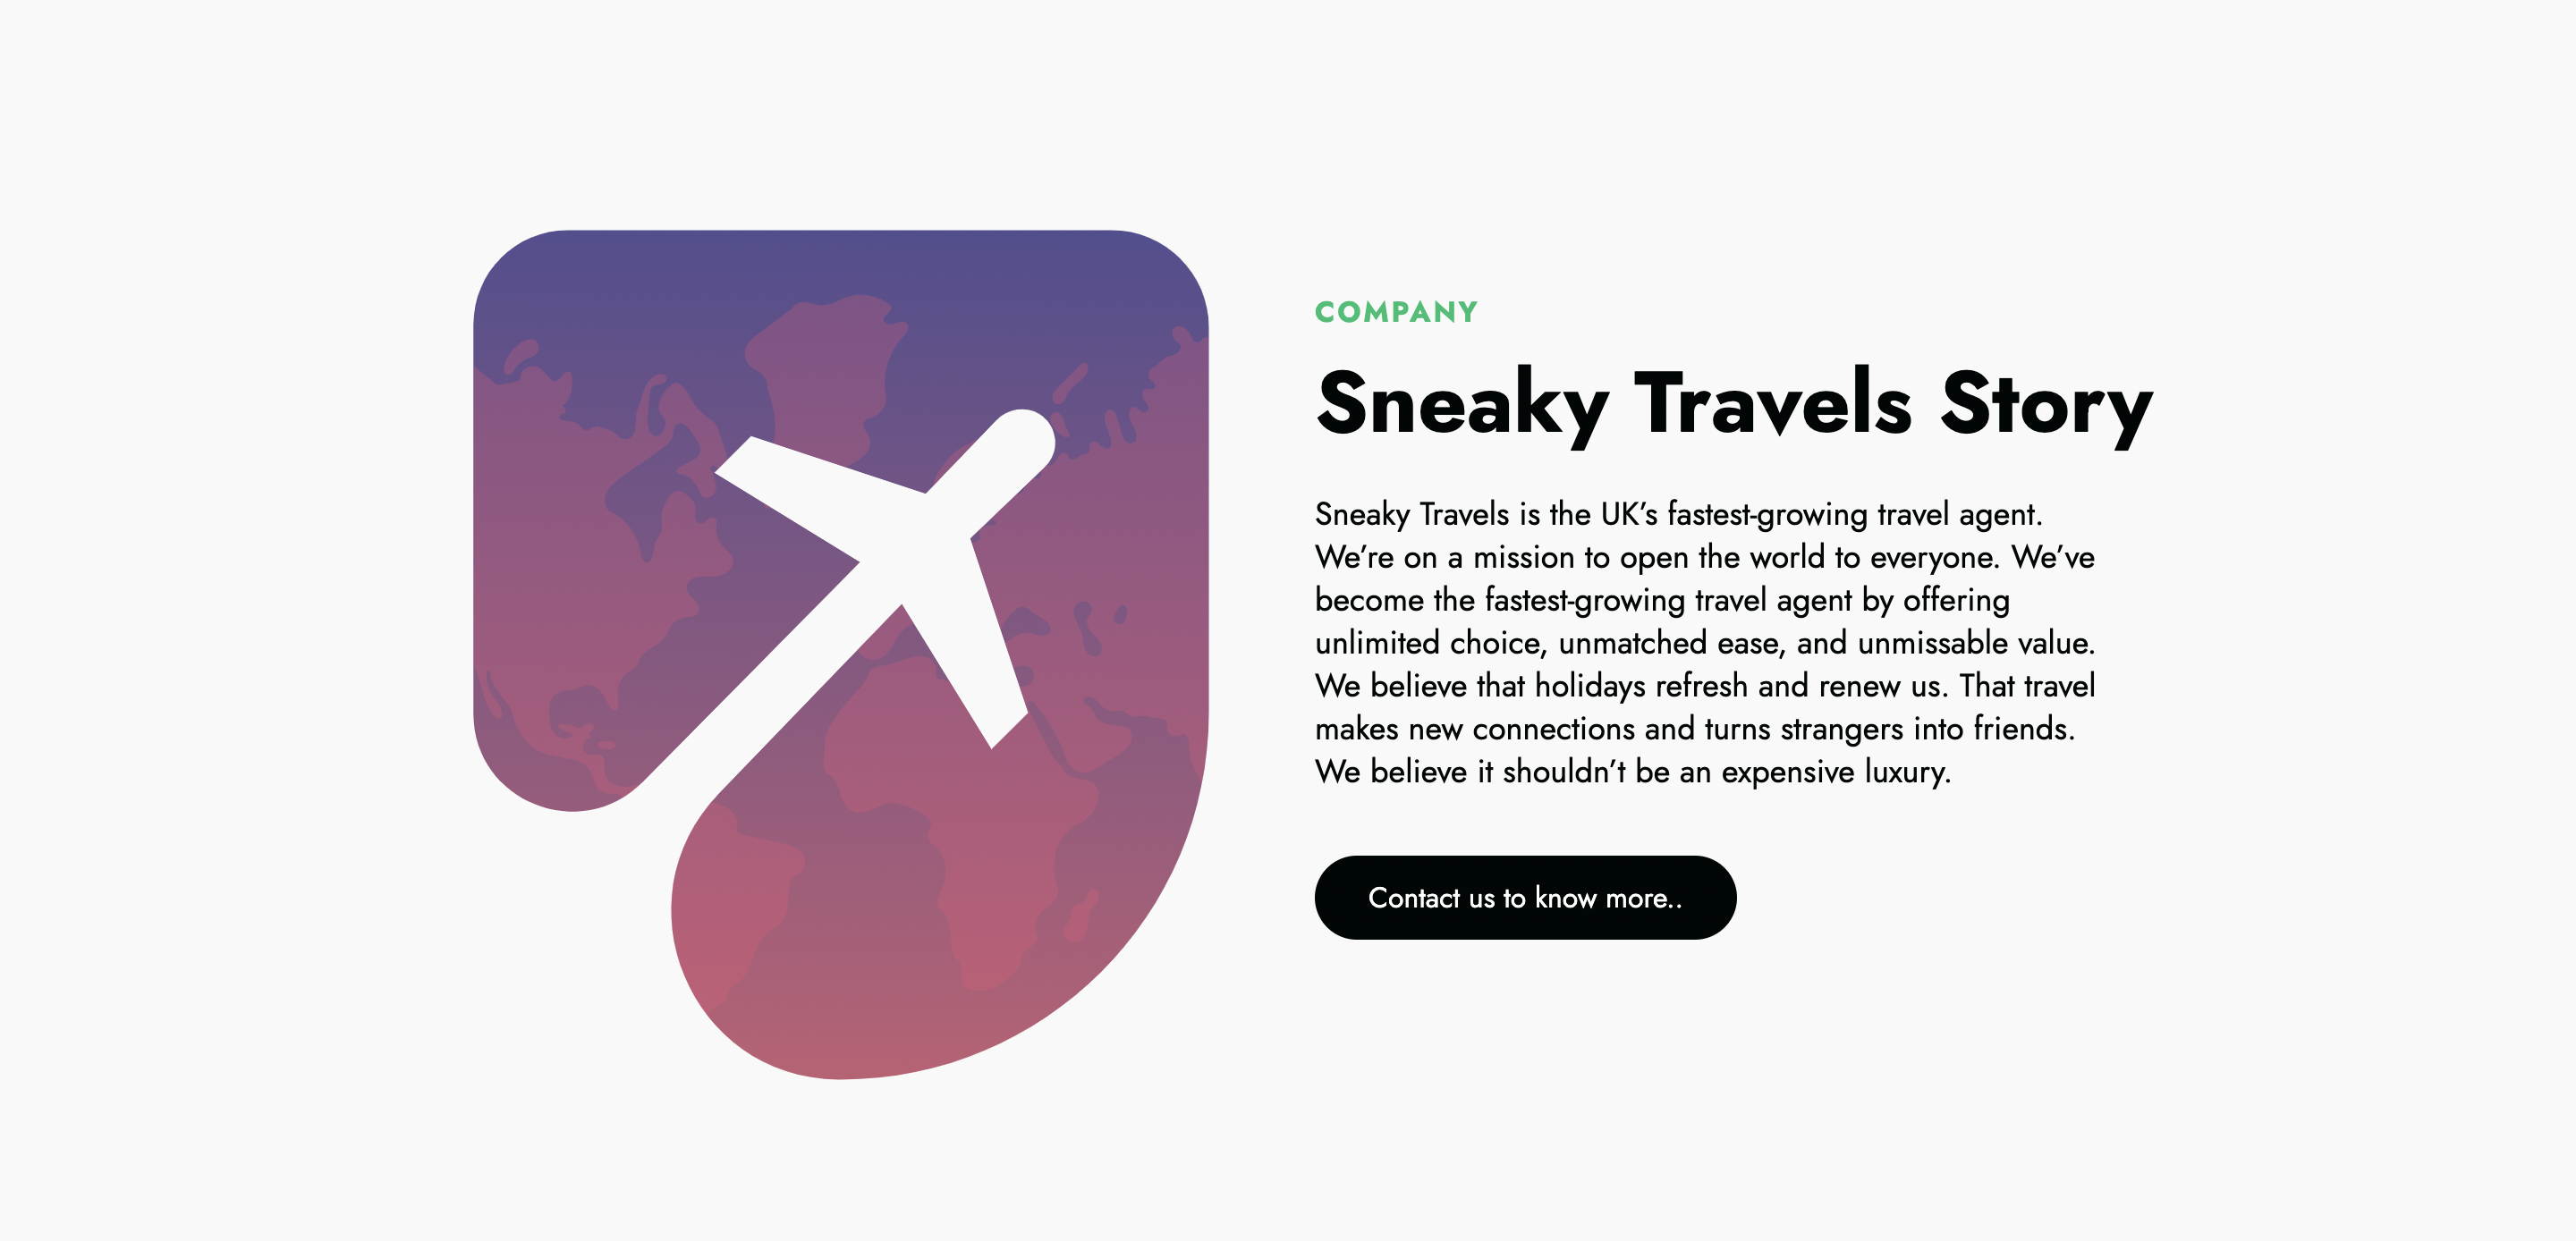 COMPANY
Sneaky Travels Story
Sneaky Travels is the UK’s fastest-growing travel agent.
We’re on a mission to open the world to everyone. We’ve
become the fastest-growing travel agent by offering
unlimited choice, unmatched ease, and unmissable value.
We believe that holidays refresh and renew us. That travel
makes new connections and turns strangers into friends.
We believe it shouldn’t be an expensive luxury.
Contact us to know more..